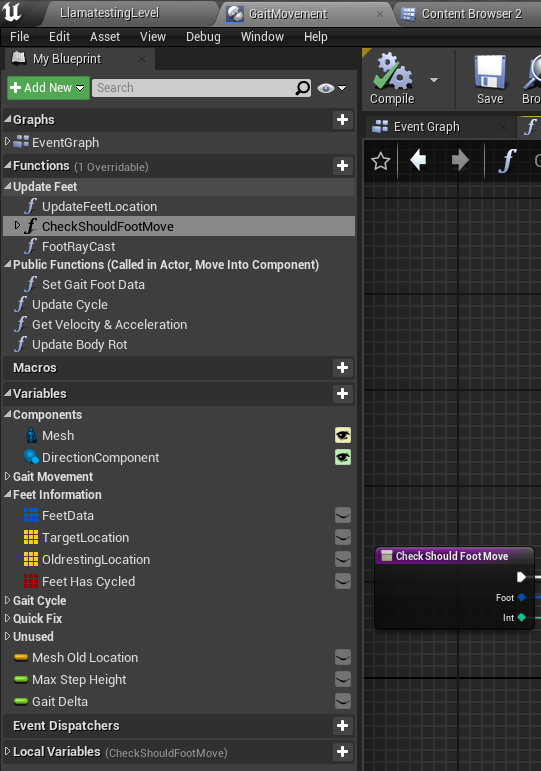 LlamatestingLevel
GaitMovement
Content Browser 2
File Edit Asset View Debug Window Help
My Blueprint
Add New
Search
Compile
Save
Bro
Graphs
EventGraph
Event Graph
Functions (1 Overridable)
Update Feet
UpdateFeetLocation
CheckShouldFootMove
FootRayCast
Public Functions (Called in Actor, Move Into Component)
Set Gait Foot Data
Update Cycle
Get Velocity & Acceleration
Update Body Rot
Macros
Variables
Components
Mesh
DirectionComponent
Gait Movement
Feet Information
FeetData
TargetLocation
OldrestingLocation
Feet Has Cycled
Gait Cycle
Quick Fix
Unused
Mesh Old Location
Max Step Height
Gait Delta
Event Dispatchers
Local Variables (CheckShouldFootMove)
Check Should Foot Move
Foot
Int